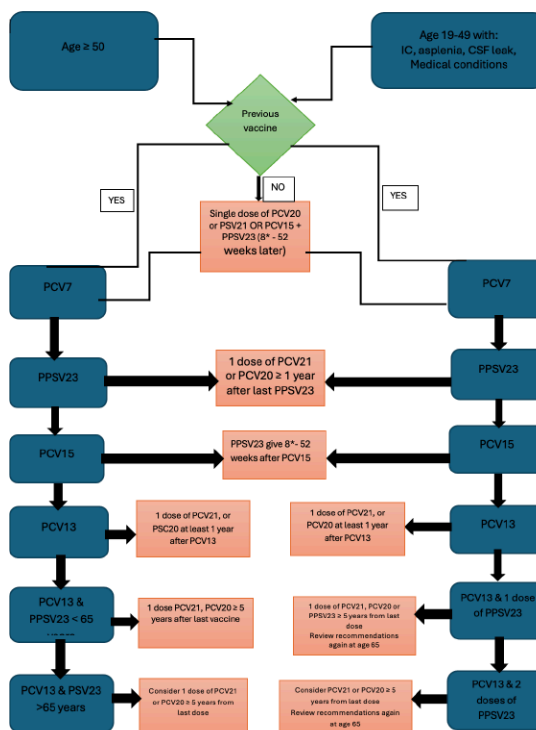 Age ≥ 50
Age 19-49 with:
IC, asplenia, CSF leak,
Medical conditions
Previous
vaccine
YES
NO
YES
Single dose of PCV20
or PSV21 OR PCV15 +
PPSV23 (8* - 52
weeks later)
PCV7
PCV7
PPSV23
1 dose of PCV21
or PCV20 ≥ 1 year
after last PPSV23
PPSV23
PCV15
PPSV23 give 8* - 52
weeks after PCV15
PCV15
PCV13
1 dose of PCV21, or
PSC20 at least 1 year
after PCV13
1 dose of PCV21, or
PCV20 at least 1 year
after PCV13
PCV13
PCV13 &
PPSV23 < 65
1 dose PCV21, PCV20 ≥ 5
years after last vaccine
1 dose of PCV21, PCV20 or
PPSV23 ≥ 5 years from last
dose
Review recommendations
again at age 65
PCV13 & 1 dose
of PPSV23
PCV13 & PSV23
>65 years
Consider 1 dose of PCV21
or PCV20 ≥ 5 years from
last dose
Consider PCV21 or PCV20 ≥ 5
years from last dose
Review recommendations again
at age 65
PCV13 & 2
doses of
PPSV23